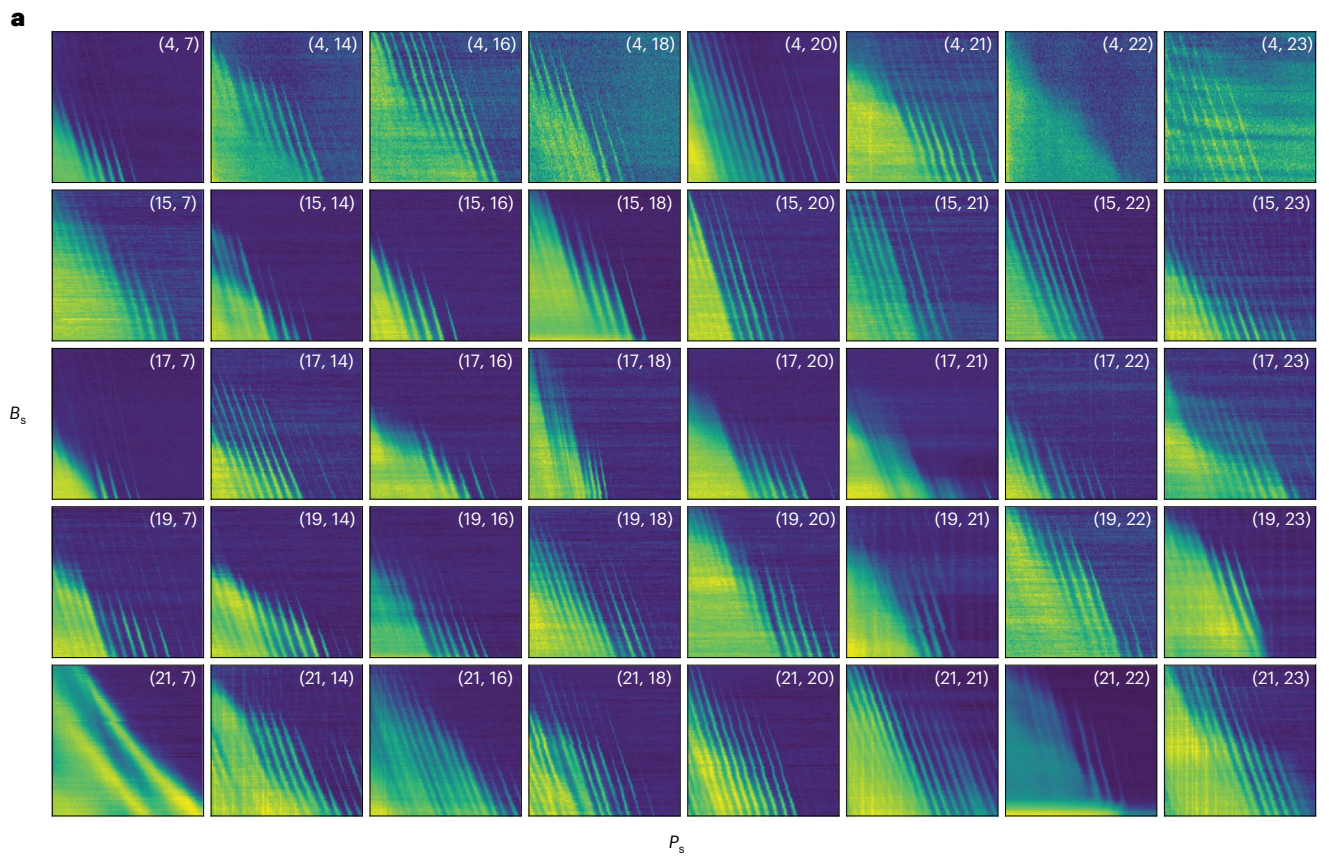 a
(4, 7) (4, 14) (4, 16) (4, 18) (4, 20) (4, 21) (4, 22) (4, 23)
(15, 7) (15, 14) (15, 16) (15, 18) (15, 20) (15, 21) (15, 22) (15, 23)
(17, 7) (17, 14) (17, 16) (17, 18) (17, 20) (17, 21) (17, 22) (17, 23)
Bs
(19, 7) (19, 14) (19, 16) (19, 18) (19, 20) (19, 21) (19, 22) (19, 23)
(21, 7) (21, 14) (21, 16) (21, 18) (21, 20) (21, 21) (21, 22) (21, 23)
Ps